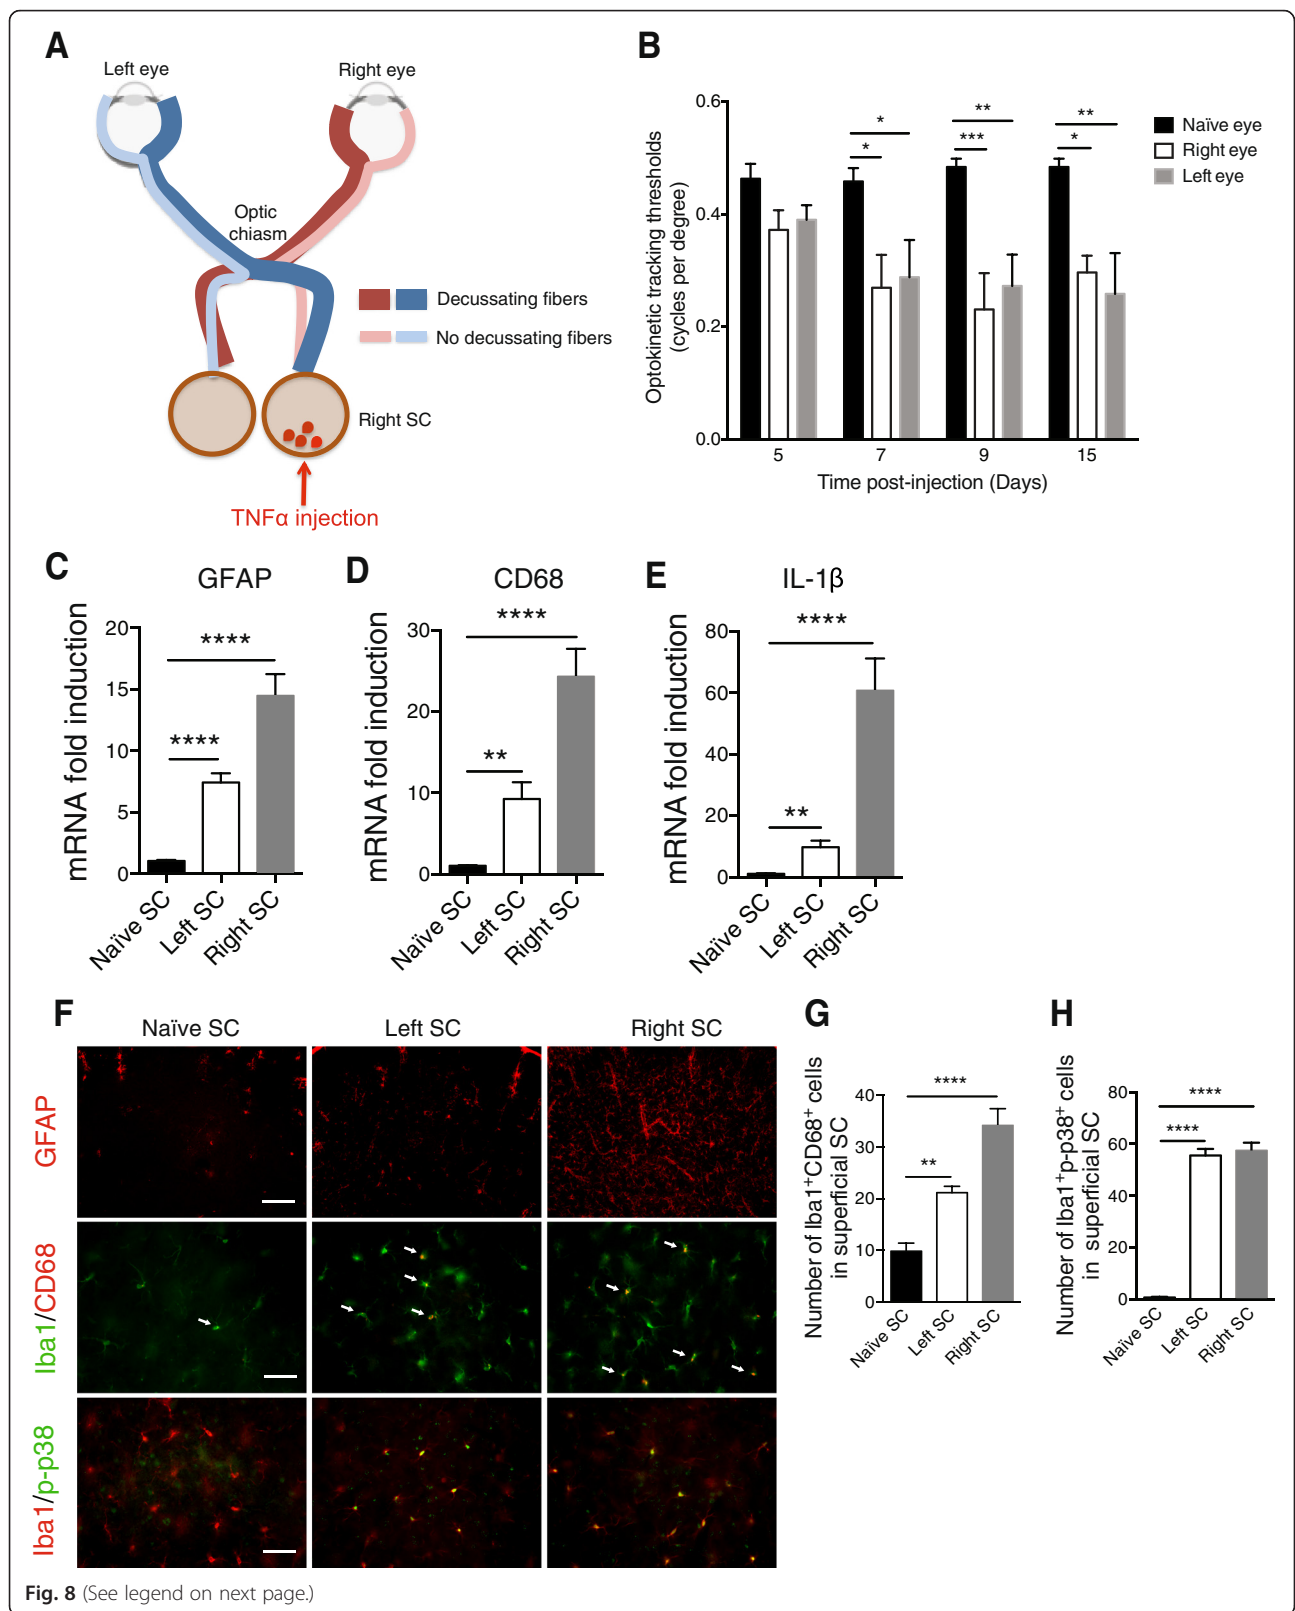 A
Left eye
Right eye
Optic
chiasm
Decussating fibers
No decussating fibers
Right SC
TNFα injection
B
Optokinetic tracking thresholds
(cycles per degree)
0.6
0.4
0.2
0.0
*
*
***
**
*
**
5
7
9
15
Time post-injection (Days)
Naïve eye
Right eye
Left eye
C
GFAP
mRNA fold induction
20
15
10
5
0
****
****
Naïve SC
Left SC
Right SC
D
CD68
mRNA fold induction
30
20
10
0
****
**
Naïve SC
Left SC
Right SC
E
IL-1β
mRNA fold induction
80
60
40
20
0
****
**
Naïve SC
Left SC
Right SC
F
Naïve SC
Left SC
Right SC
GFAP
Iba1/CD68
Iba1/p-p38
G
Number of Iba1⁺CD68⁺ cells
in superficial SC
40
30
20
10
0
****
**
Naïve SC
Left SC
Right SC
H
Number of Iba1⁺p-p38⁺ cells
in superficial SC
80
60
40
20
0
****
****
Naïve SC
Left SC
Right SC
Fig. 8 (See legend on next page.)